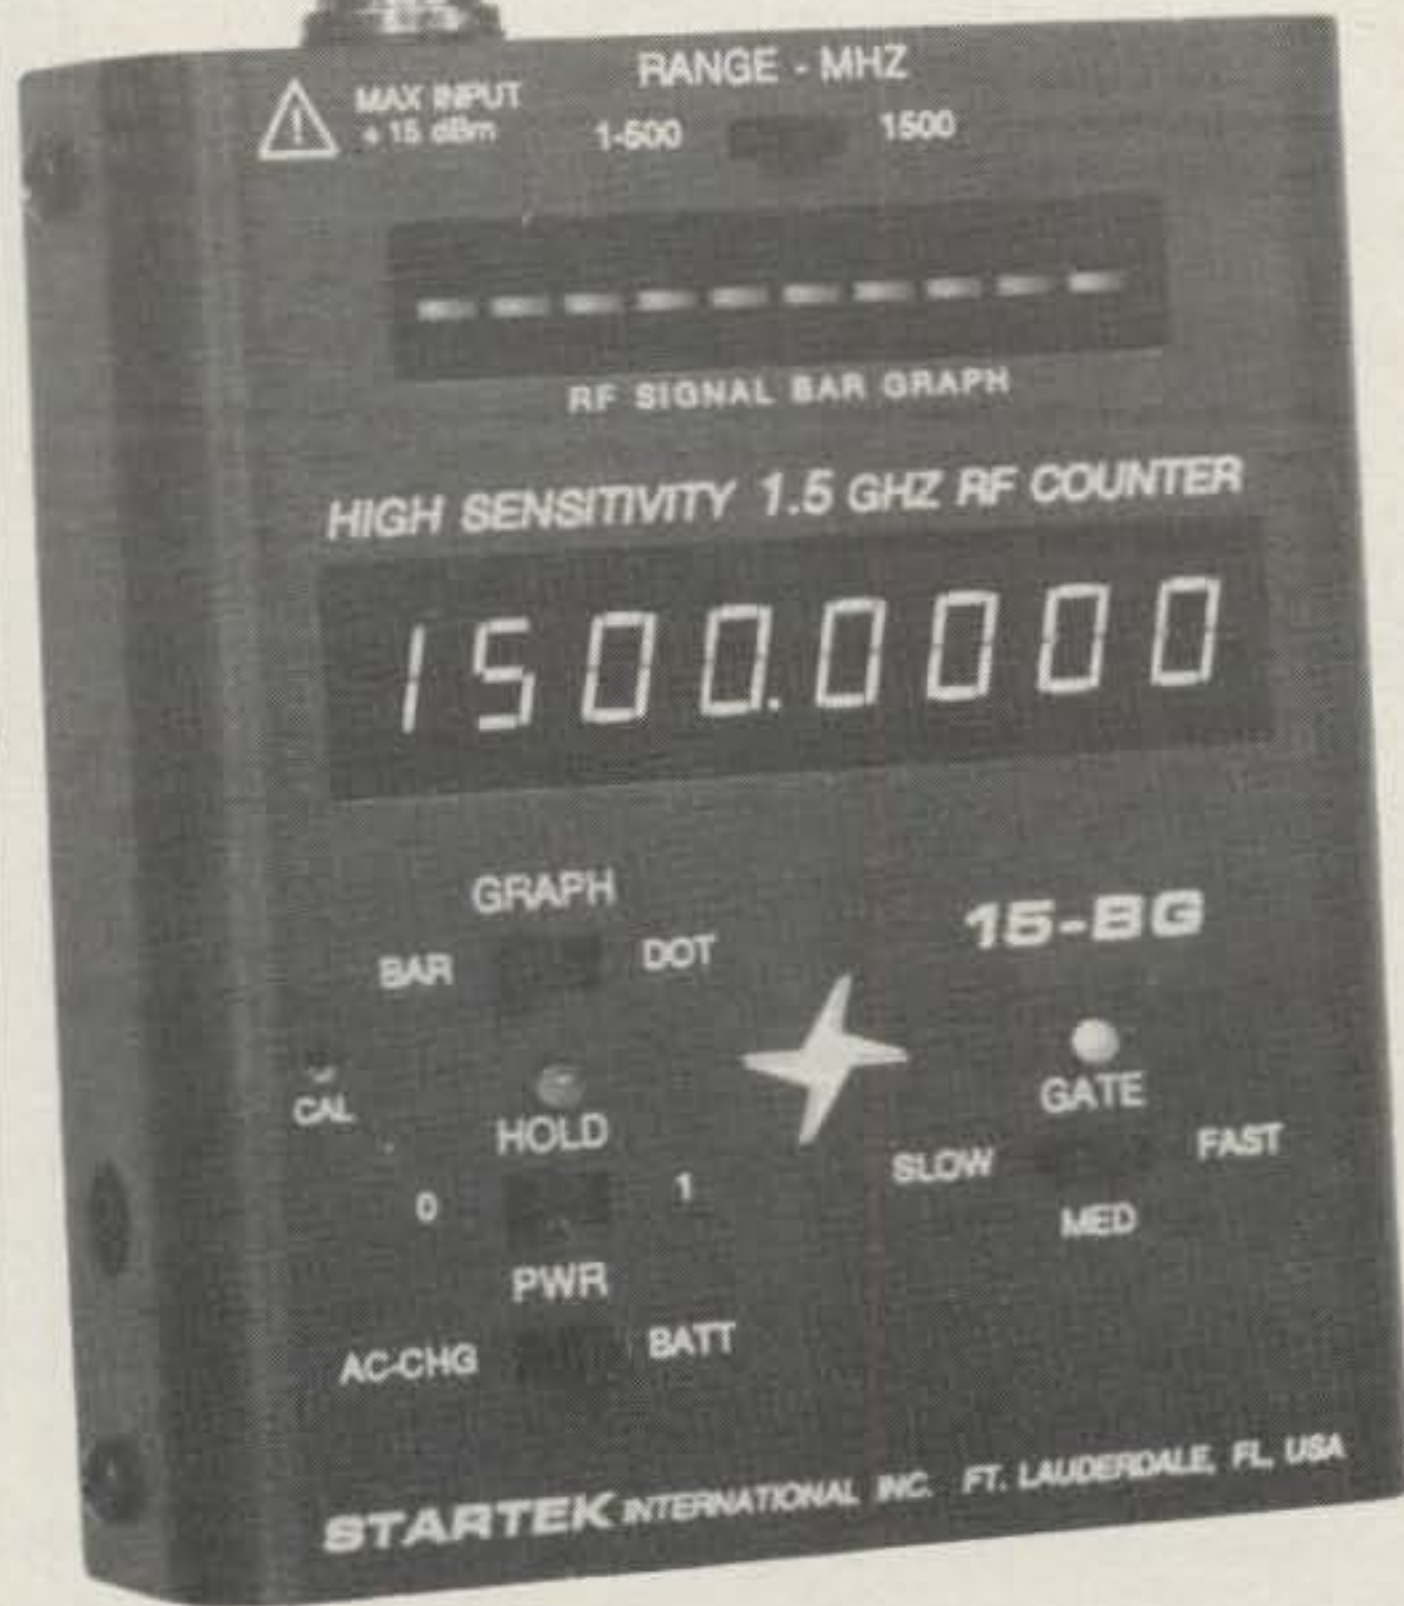 RANGE - MHZ
MAX INPUT
+ 15 dBm
1-500
1500
RF SIGNAL BAR GRAPH
HIGH SENSITIVITY 1.5 GHZ RF COUNTER
1500.0000
GRAPH
BAR
DOT
15-BG
CAL
HOLD
GATE
SLOW
FAST
MED
0
1
PWR
AC-CHG
BATT
STARTEK INTERNATIONAL INC. FT. LAUDERDALE, FL, USA